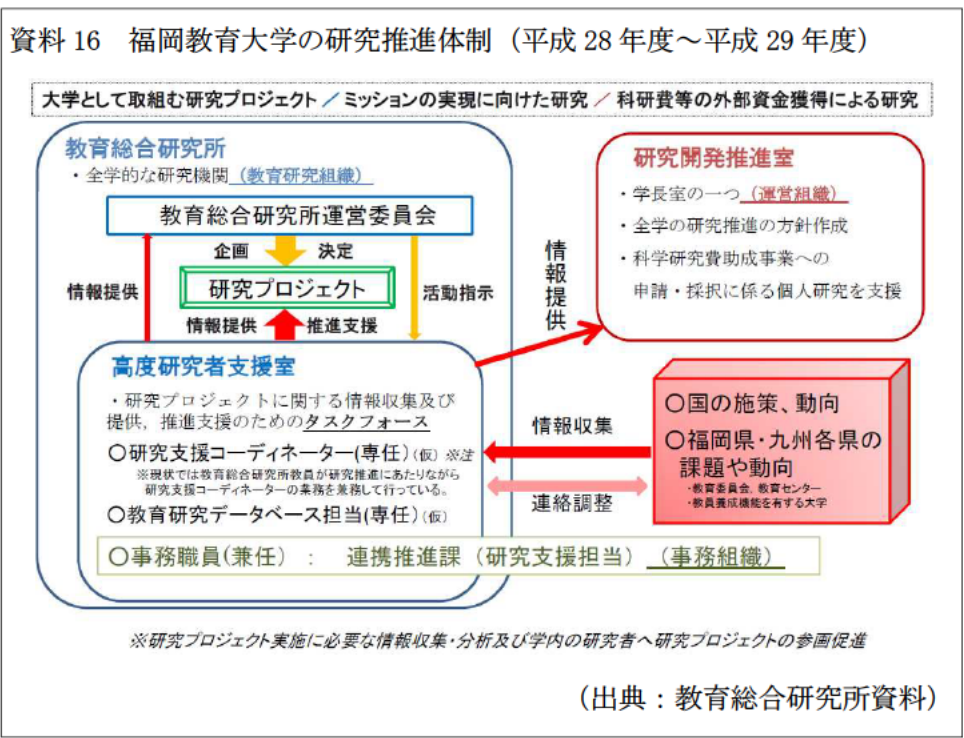 資料 16　福岡教育大学の研究推進体制（平成 28 年度～平成 29 年度）
大学として取組む研究プロジェクト ／ ミッションの実現に向けた研究 ／ 科研費等の外部資金獲得による研究
教育総合研究所
・全学的な研究機関（教育研究組織）
教育総合研究所運営委員会
企画　決定
研究プロジェクト
情報提供
活動指示
情報提供　推進支援
高度研究者支援室
・研究プロジェクトに関する情報収集及び
提供，推進支援のためのタスクフォース
○研究支援コーディネーター(専任)(仮) ※注
※現状では教育総合研究所教員が研究推進にあたりながら
研究支援コーディネーターの業務を兼務して行っている。
○教育研究データベース担当(専任)(仮)
○事務職員(兼任)　：　連携推進課（研究支援担当）（事務組織）
情報提供
研究開発推進室
・学長室の一つ（運営組織）
・全学の研究推進の方針作成
・科学研究費助成事業への
申請・採択に係る個人研究を支援
情報収集
連絡調整
○国の施策、動向
○福岡県・九州各県の
課題や動向
・教育委員会，教育センター
・教員養成機能を有する大学
※研究プロジェクト実施に必要な情報収集・分析及び学内の研究者へ研究プロジェクトの参画促進
（出典：教育総合研究所資料）